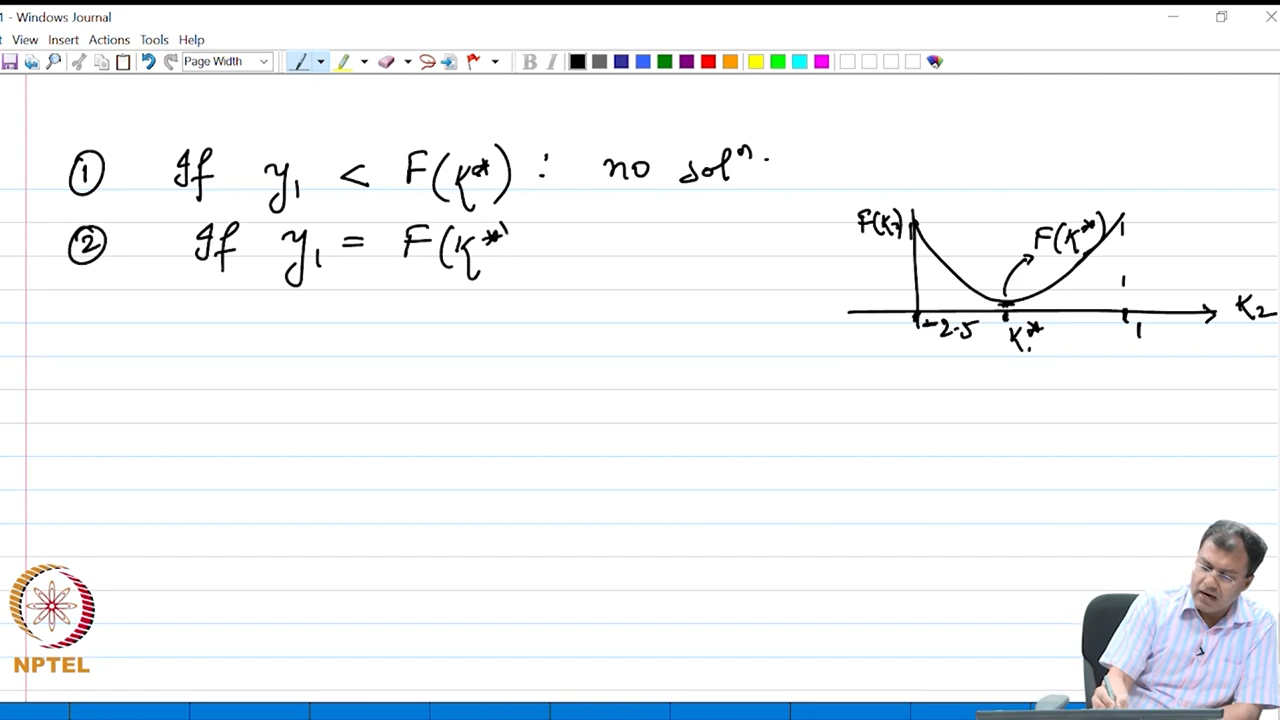 1 - Windows Journal
View Insert Actions Tools Help
Page Width
B I
① If y₁ < F(K*) : no solⁿ.
② If y₁ = F(K*)
F(K₂)
F(K*)
-2.5
K*
1
K₂
NPTEL